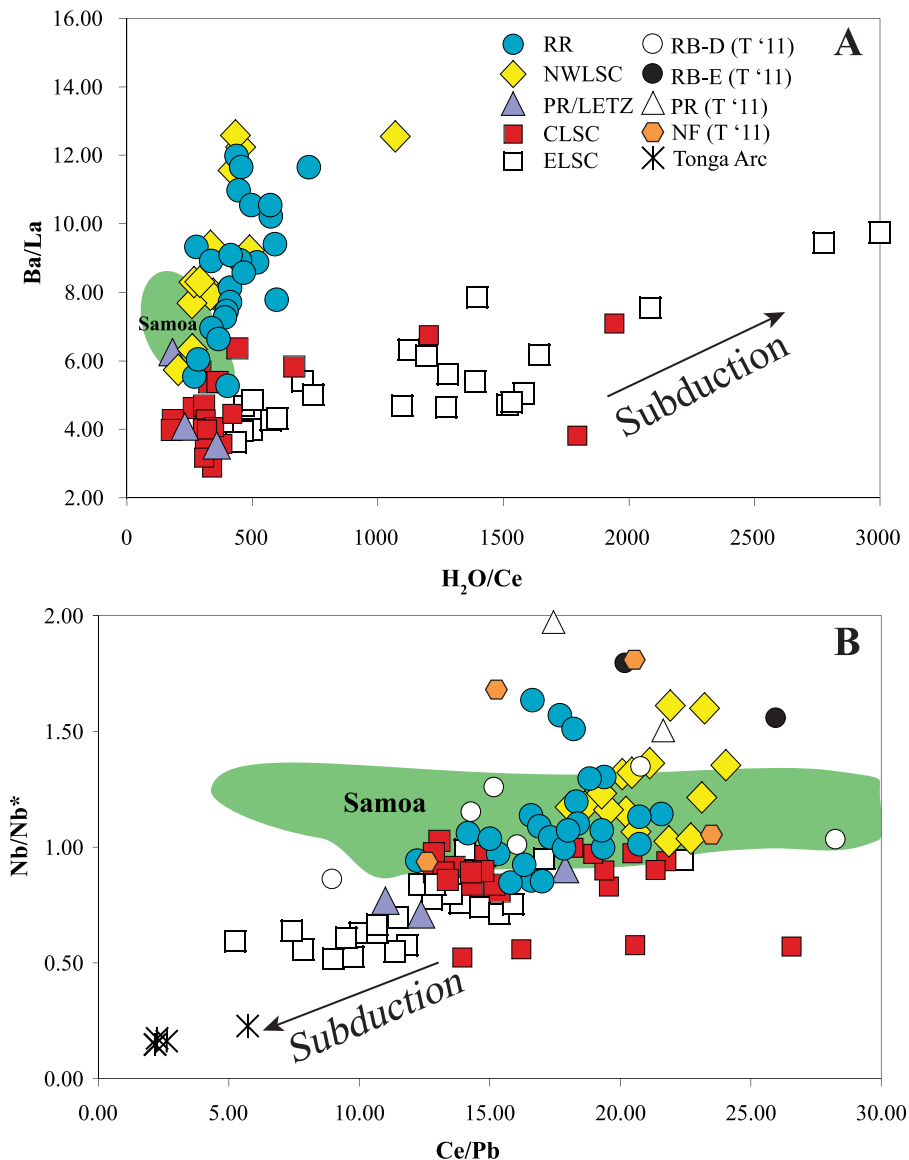 16.00
14.00
12.00
10.00
8.00
6.00
4.00
2.00
Ba/La
A
RR
NWLSC
PR/LETZ
CLSC
ELSC
RB-D (T ‘11)
RB-E (T ‘11)
PR (T ‘11)
NF (T ‘11)
Tonga Arc
Samoa
Subduction
0 500 1000 1500 2000 2500 3000
H₂O/Ce
2.00
1.50
1.00
0.50
0.00
Nb/Nb*
B
Samoa
Subduction
0.00 5.00 10.00 15.00 20.00 25.00 30.00
Ce/Pb